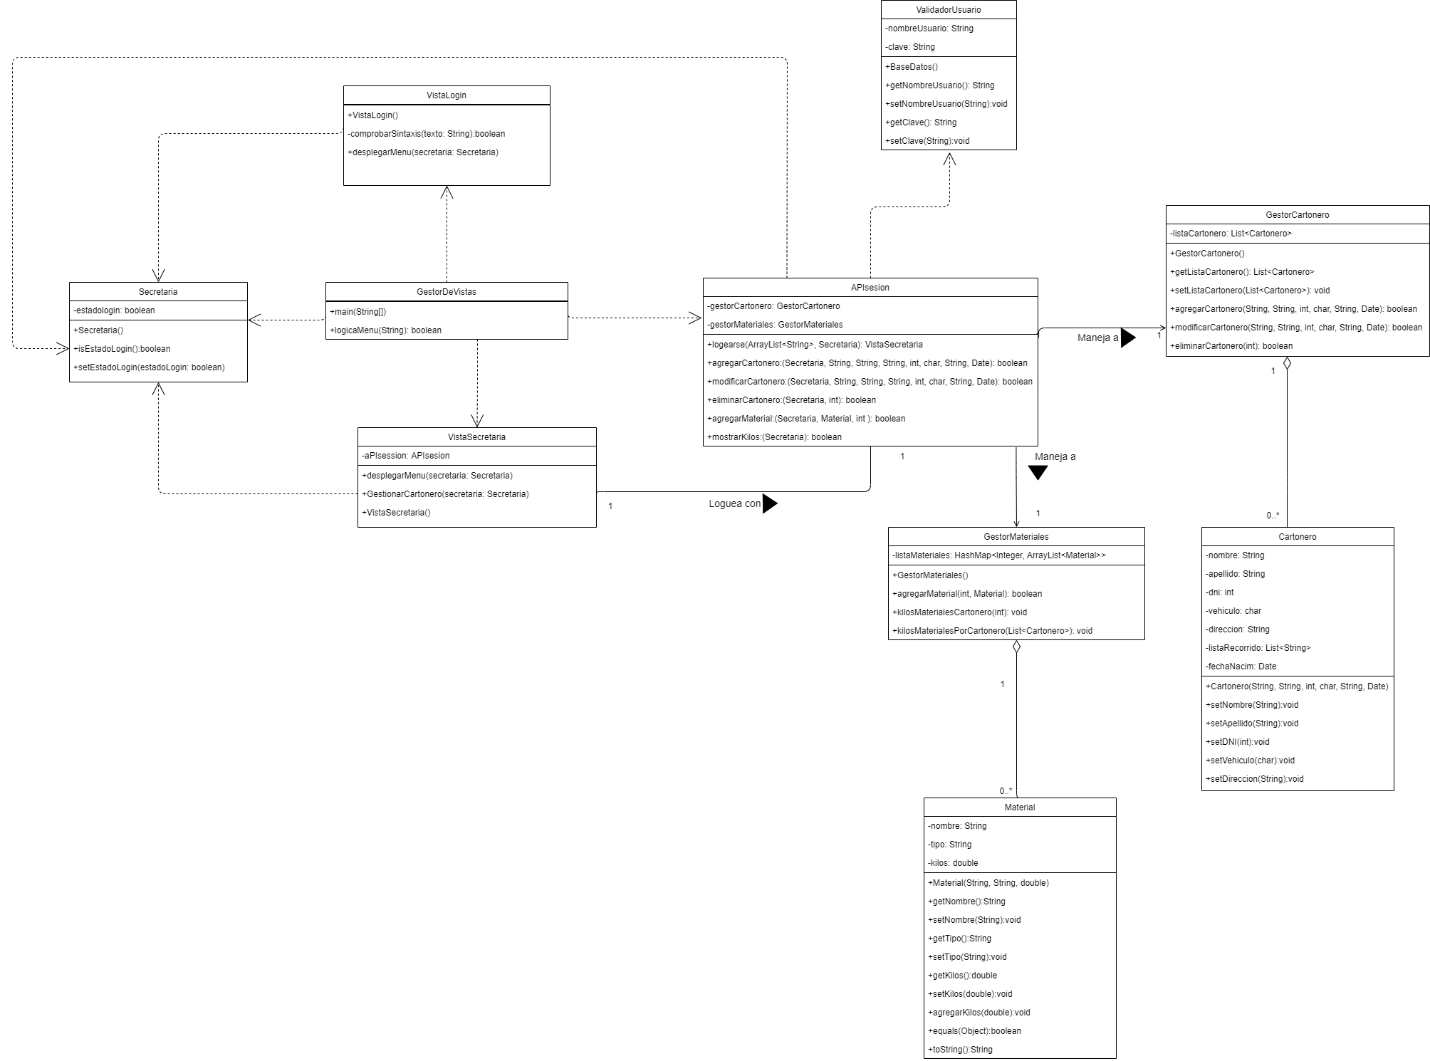 ValidadorUsuario
-nombreUsuario: String
-clave: String
+BaseDatos()
+getNombreUsuario(): String
+setNombreUsuario(String):void
+getClave(): String
+setClave(String):void
VistaLogin
+VistaLogin()
-comprobarSintaxis(texto: String):boolean
+desplegarMenu(secretaria: Secretaria)
GestorCartonero
-listaCartonero: List<Cartonero>
+GestorCartonero()
+getListaCartonero(): List<Cartonero>
+setListaCartonero(List<Cartonero>): void
+agregarCartonero(String, String, int, char, String, Date): boolean
+modificarCartonero(String, String, int, char, String, Date): boolean
+eliminarCartonero(int): boolean
Secretaria
-estadologin: boolean
+Secretaria()
+isEstadoLogin():boolean
+setEstadoLogin(estadoLogin: boolean)
GestorDeVistas
+main(String[])
+logicaMenu(String): boolean
APIsesion
-gestorCartonero: GestorCartonero
-gestorMateriales: GestorMateriales
+logearse(ArrayList<String>, Secretaria): VistaSecretaria
+agregarCartonero:(Secretaria, String, String, String, int, char, String, Date): boolean
+modificarCartonero:(Secretaria, String, String, String, int, char, String, Date): boolean
+eliminarCartonero:(Secretaria, int): boolean
+agregarMaterial:(Secretaria, Material, int ): boolean
+mostrarKilos:(Secretaria): boolean
1
Maneja a
1
VistaSecretaria
-aPIsession: APIsesion
+desplegarMenu(secretaria: Secretaria)
+GestionarCartonero(secretaria: Secretaria)
+VistaSecretaria()
1
Loguea con
1
Maneja a
1
1
0..*
GestorMateriales
-listaMateriales: HashMap<Integer, ArrayList<Material>>
+GestorMateriales()
+agregarMaterial(int, Material): boolean
+kilosMaterialesCartonero(int): void
+kilosMaterialesPorCartonero(List<Cartonero>): void
Cartonero
-nombre: String
-apellido: String
-dni: int
-vehiculo: char
-direccion: String
-listaRecorrido: List<String>
-fechaNacim: Date
+Cartonero(String, String, int, char, String, Date)
+setNombre(String):void
+setApellido(String):void
+setDNI(int):void
+setVehiculo(char):void
+setDireccion(String):void
1
0..*
Material
-nombre: String
-tipo: String
-kilos: double
+Material(String, String, double)
+getNombre():String
+setNombre(String):void
+getTipo():String
+setTipo(String):void
+getKilos():double
+setKilos(double):void
+agregarKilos(double):void
+equals(Object):boolean
+toString():String